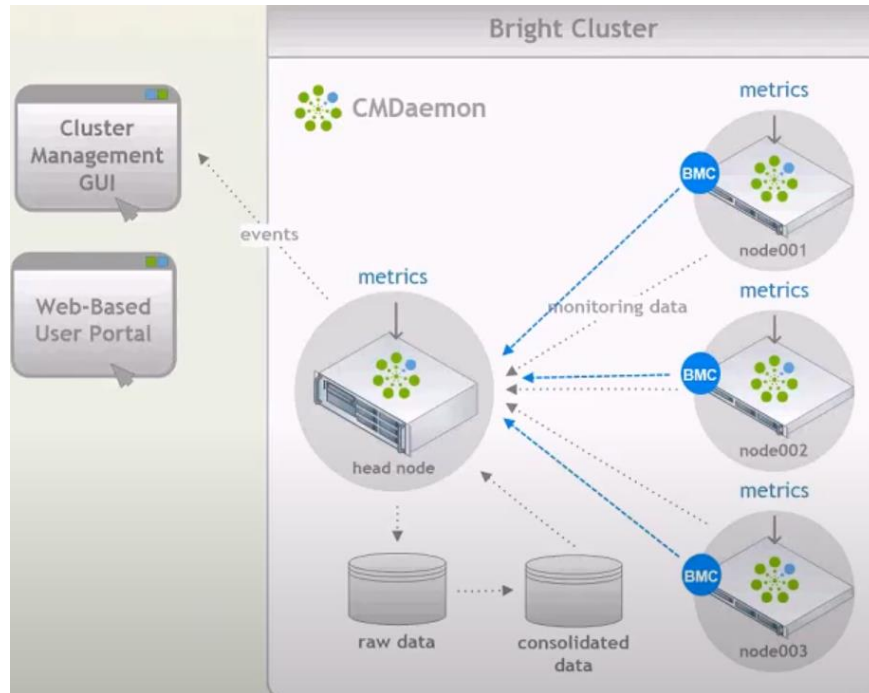 Bright Cluster
CMDaemon
Cluster
Management
GUI
Web-Based
User Portal
events
metrics
head node
monitoring data
metrics
BMC
node001
metrics
BMC
node002
metrics
BMC
node003
raw data
consolidated
data